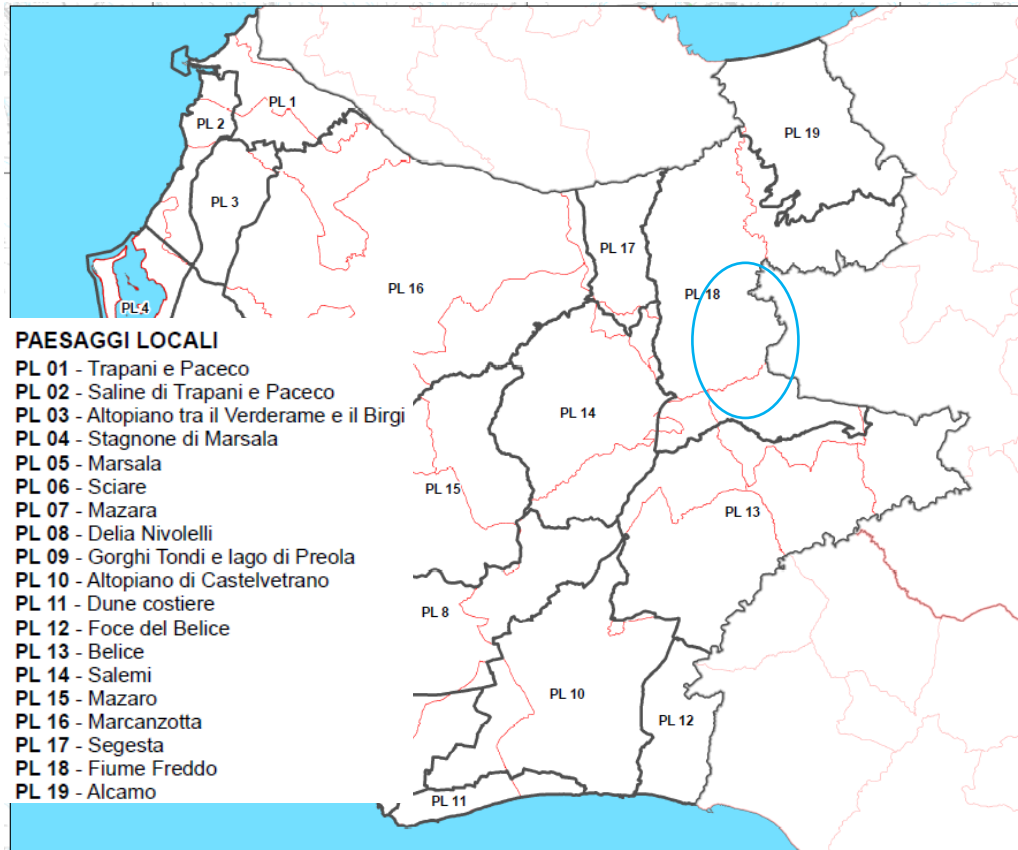 PL 1
PL 2
PL 19
PL 3
PL 17
PL 16
PL 18
PL 4
PAESAGGI LOCALI
PL 01 - Trapani e Paceco
PL 02 - Saline di Trapani e Paceco
PL 03 - Altopiano tra il Verderame e il Birgi
PL 04 - Stagnone di Marsala
PL 05 - Marsala
PL 06 - Sciare
PL 07 - Mazara
PL 08 - Delia Nivolelli
PL 09 - Gorghi Tondi e lago di Preola
PL 10 - Altopiano di Castelvetrano
PL 11 - Dune costiere
PL 12 - Foce del Belice
PL 13 - Belice
PL 14 - Salemi
PL 15 - Mazaro
PL 16 - Marcanzotta
PL 17 - Segesta
PL 18 - Fiume Freddo
PL 19 - Alcamo
PL 14
PL 15
PL 13
PL 8
PL 10
PL 12
PL 11